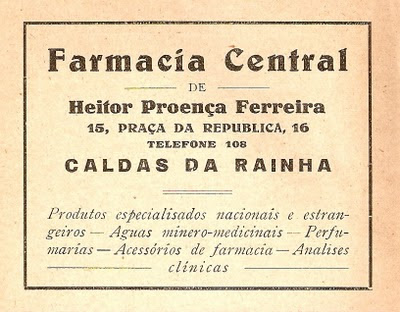 Farmacia Central
DE
Heitor Proença Ferreira
15, PRAÇA DA REPUBLICA, 16
TELEFONE 108
CALDAS DA RAINHA
Produtos especialisados nacionais e estran-
geiros — Aguas minero-medicinais — Perfu-
marias — Acessórios de farmacia — Analises
clínicas